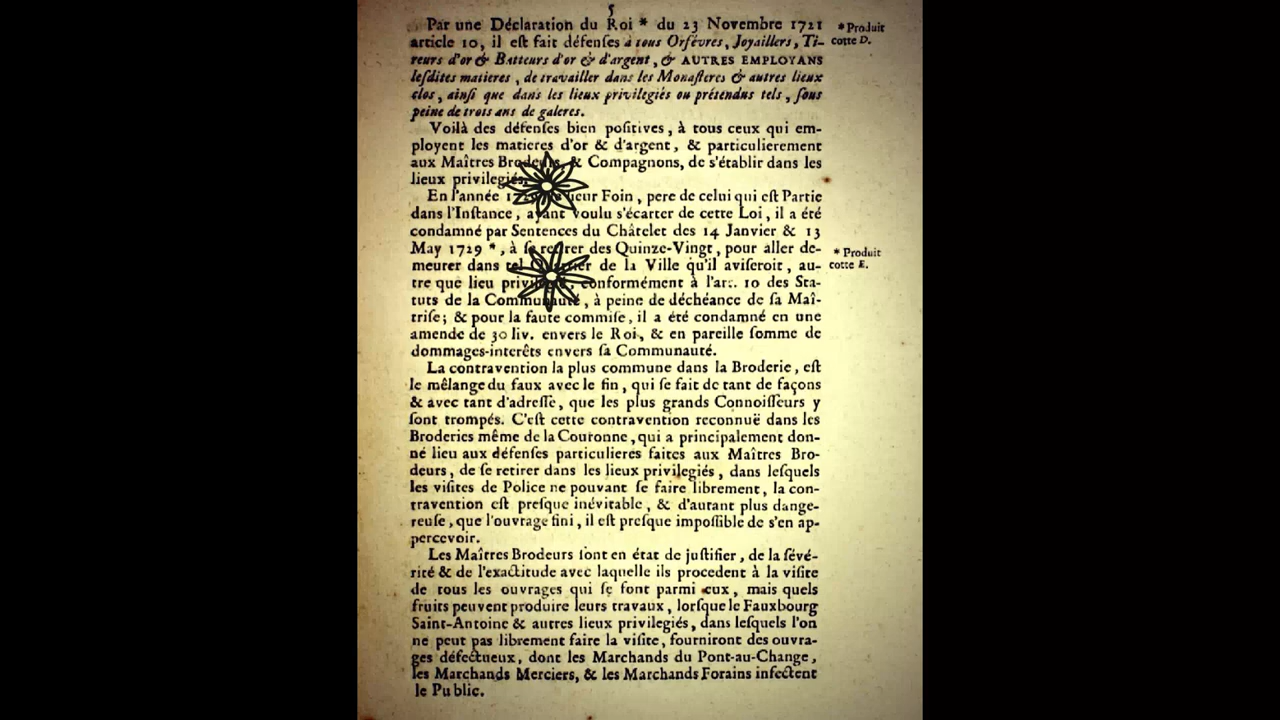 5
Par une Déclaration du Roi * du 23 Novembre 1721
* Produit
article 10, il eſt fait défenſes à tous Orfévres, Joyaillers, Ti-
cotte D.
reurs d'or & Batteurs d'or & d'argent, & AUTRES EMPLOYANS
leſdites matieres, de travailler dans les Monaſteres & autres lieux
clos, ainſi que dans les lieux privilegiés ou prétendus tels, ſous
peine de trois ans de galeres.
Voilà des défenſes bien poſitives, à tous ceux qui em-
ployent les matieres d'or & d'argent, & particulierement
aux Maîtres Brodeurs, & Compagnons, de s'établir dans les
lieux privilegiés.
En l'année Foin, pere de celui qui eſt Partie
dans l'Inſtance, ayant voulu s'écarter de cette Loi, il a été
condamné par Sentences du Châtelet des 14 Janvier & 13
May 1729 *, à ſe retirer des Quinze-Vingt, pour aller de-
* Produit
meurer dans tel Quartier de la Ville qu'il aviſeroit, au-
cotte E.
tre que lieu privilegié, conformément à l'art. 10 des Sta-
tuts de la Communauté, à peine de déchéance de ſa Maî-
triſe; & pour la faute commiſe, il a été condamné en une
amende de 30 liv. envers le Roi, & en pareille ſomme de
dommages-interêts envers ſa Communauté.
La contravention la plus commune dans la Broderie, eſt
le mêlange du faux avec le fin, qui ſe fait de tant de façons
& avec tant d'adreſſe, que les plus grands Connoiſſeurs y
ſont trompés. C'eſt cette contravention reconnuë dans les
Broderies même de la Couronne, qui a principalement don-
né lieu aux défenſes particulieres faites aux Maîtres Bro-
deurs, de ſe retirer dans les lieux privilegiés, dans leſquels
les viſites de Police ne pouvant ſe faire librement, la con-
travention eſt preſque inévitable, & d'autant plus dange-
reuſe, que l'ouvrage fini, il eſt preſque impoſſible de s'en ap-
percevoir.
Les Maîtres Brodeurs ſont en état de juſtifier, de la ſévé-
rité & de l'exactitude avec laquelle ils procedent à la viſite
de tous les ouvrages qui ſe font parmi eux, mais quels
fruits peuvent produire leurs travaux, lorſque le Fauxbourg
Saint-Antoine & autres lieux privilegiés, dans leſquels l'on
ne peut pas librement faire la viſite, fourniront des ouvra-
ges défectueux, dont les Marchands du Pont-au-Change,
les Marchands Merciers, & les Marchands Forains infectent
le Public.